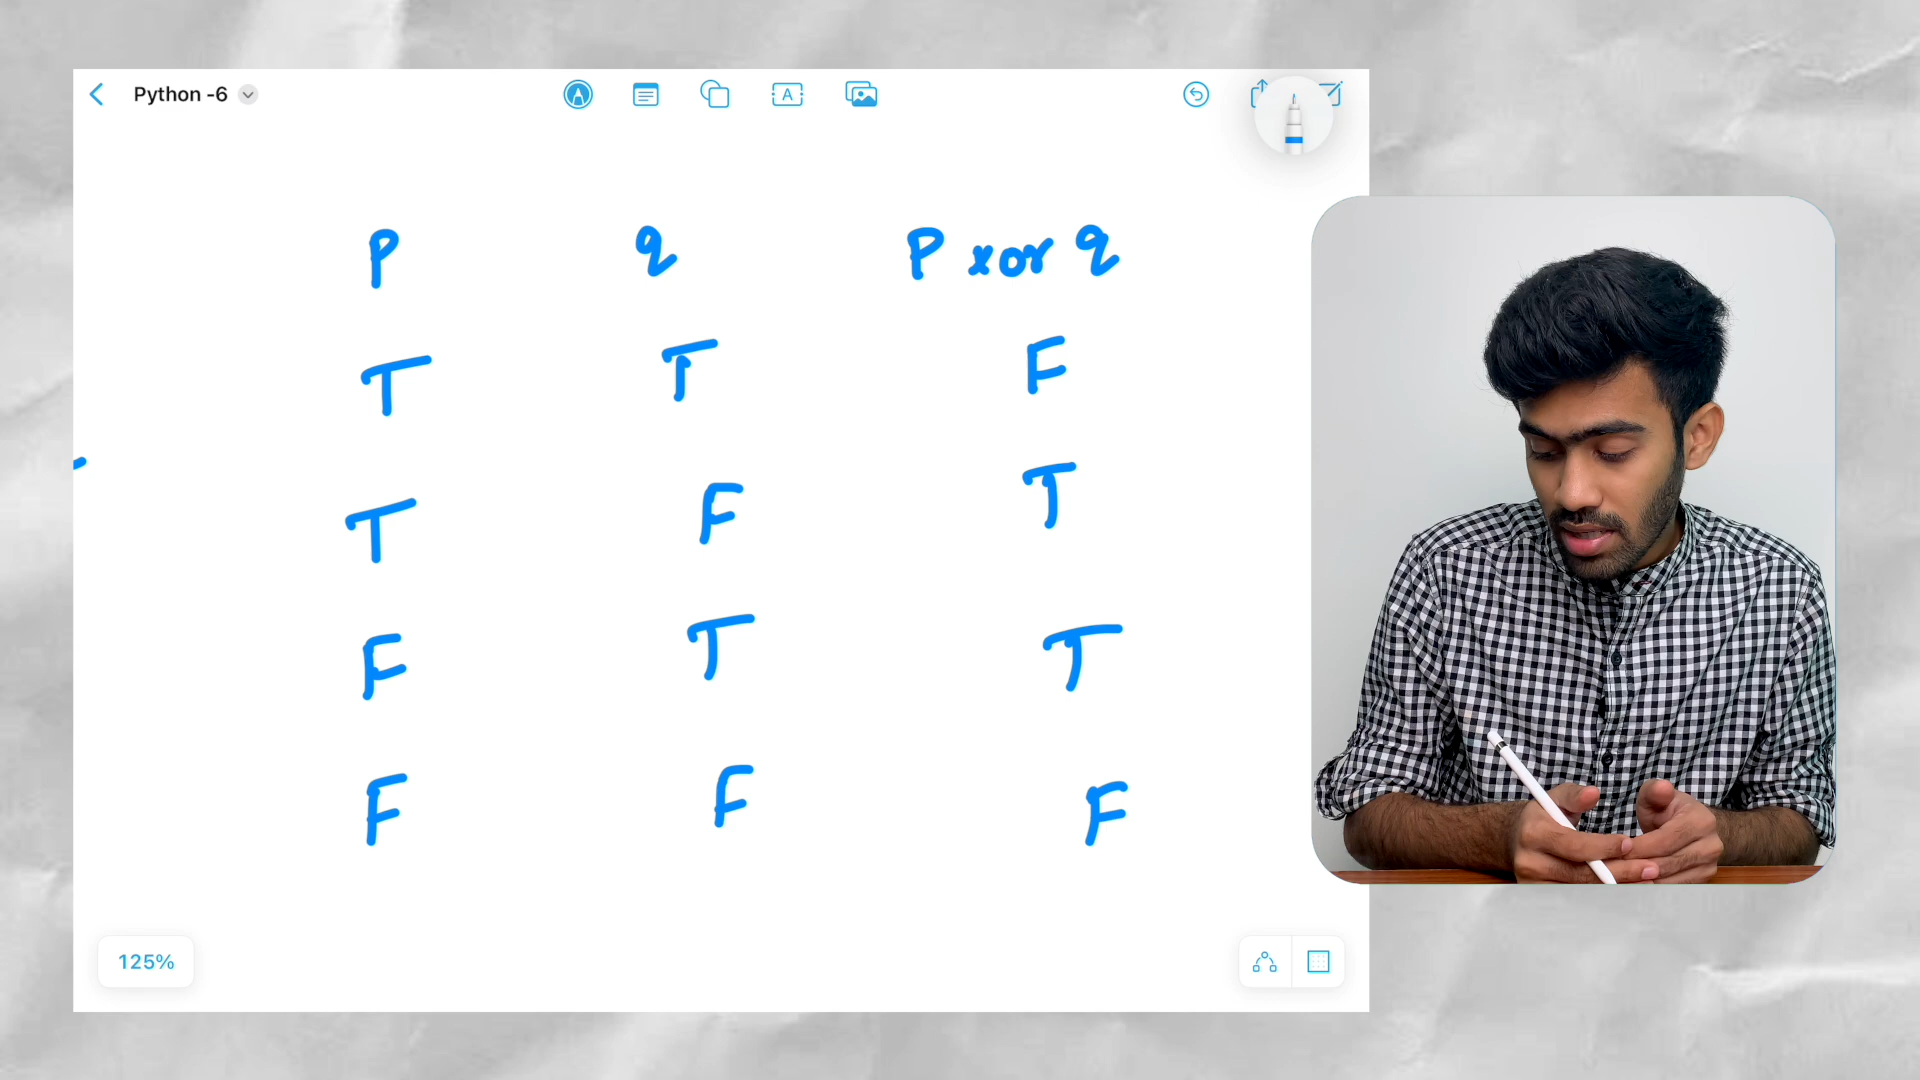 Python -6
A
P q P xor q
T T F
T F T
F T T
F F F
125%